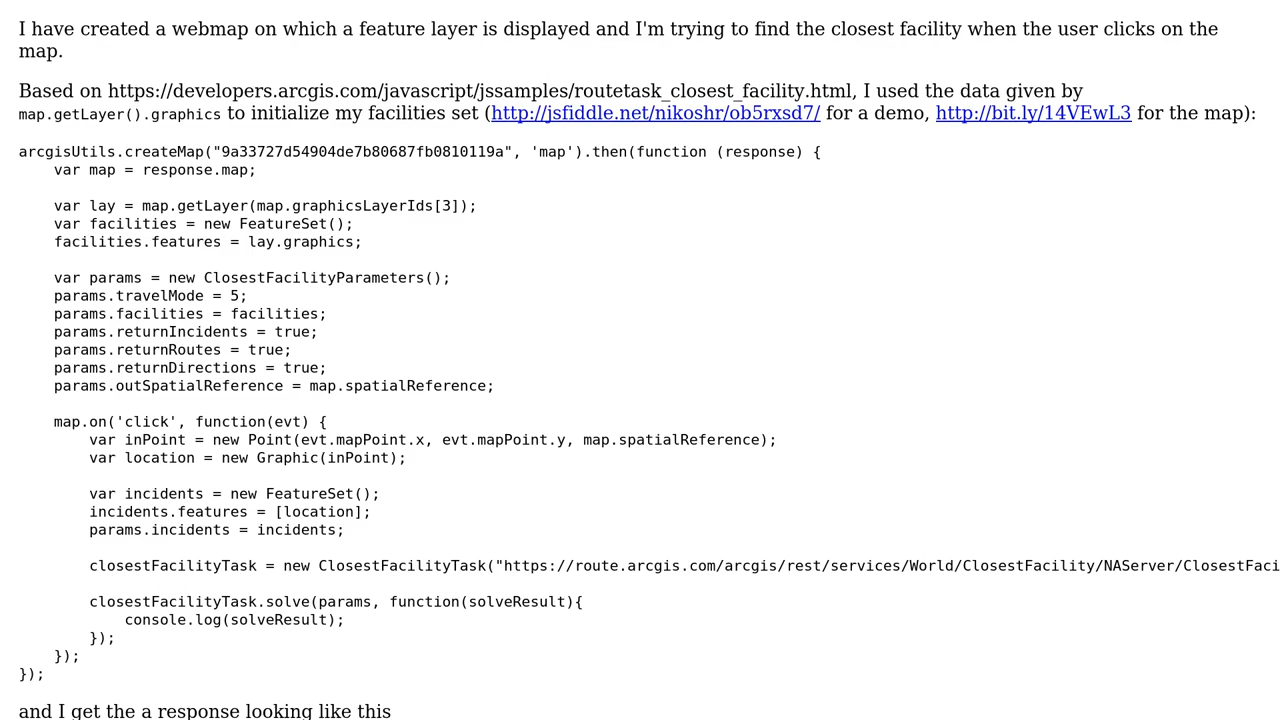 I have created a webmap on which a feature layer is displayed and I'm trying to find the closest facility when the user clicks on the
map.
Based on https://developers.arcgis.com/javascript/jssamples/routetask_closest_facility.html, I used the data given by
map.getLayer().graphics to initialize my facilities set (http://jsfiddle.net/nikoshr/ob5rxsd7/ for a demo, http://bit.ly/14VEwL3 for the map):
arcgisUtils.createMap("9a33727d54904de7b80687fb0810119a", 'map').then(function (response) {
    var map = response.map;
    var lay = map.getLayer(map.graphicsLayerIds[3]);
    var facilities = new FeatureSet();
    facilities.features = lay.graphics;
    var params = new ClosestFacilityParameters();
    params.travelMode = 5;
    params.facilities = facilities;
    params.returnIncidents = true;
    params.returnRoutes = true;
    params.returnDirections = true;
    params.outSpatialReference = map.spatialReference;
    map.on('click', function(evt) {
        var inPoint = new Point(evt.mapPoint.x, evt.mapPoint.y, map.spatialReference);
        var location = new Graphic(inPoint);
        var incidents = new FeatureSet();
        incidents.features = [location];
        params.incidents = incidents;
        closestFacilityTask = new ClosestFacilityTask("https://route.arcgis.com/arcgis/rest/services/World/ClosestFacility/NAServer/ClosestFaci
        closestFacilityTask.solve(params, function(solveResult){
            console.log(solveResult);
        });
    });
});
and I get the a response looking like this